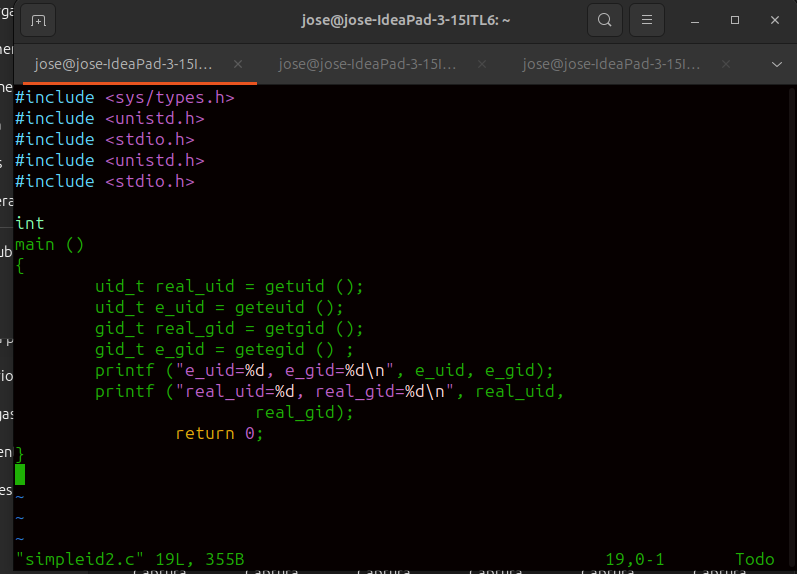 jose@jose-IdeaPad-3-15ITL6: ~
jose@jose-IdeaPad-3-15I...
jose@jose-IdeaPad-3-15I...
jose@jose-IdeaPad-3-15I...
#include <sys/types.h>
#include <unistd.h>
#include <stdio.h>
#include <unistd.h>
#include <stdio.h>
int
main ()
{
uid_t real_uid = getuid ();
uid_t e_uid = geteuid ();
gid_t real_gid = getgid ();
gid_t e_gid = getegid () ;
printf ("e_uid=%d, e_gid=%d\n", e_uid, e_gid);
printf ("real_uid=%d, real_gid=%d\n", real_uid,
real_gid);
return 0;
}
~
~
~
"simpleid2.c" 19L, 355B 19,0-1 Todo